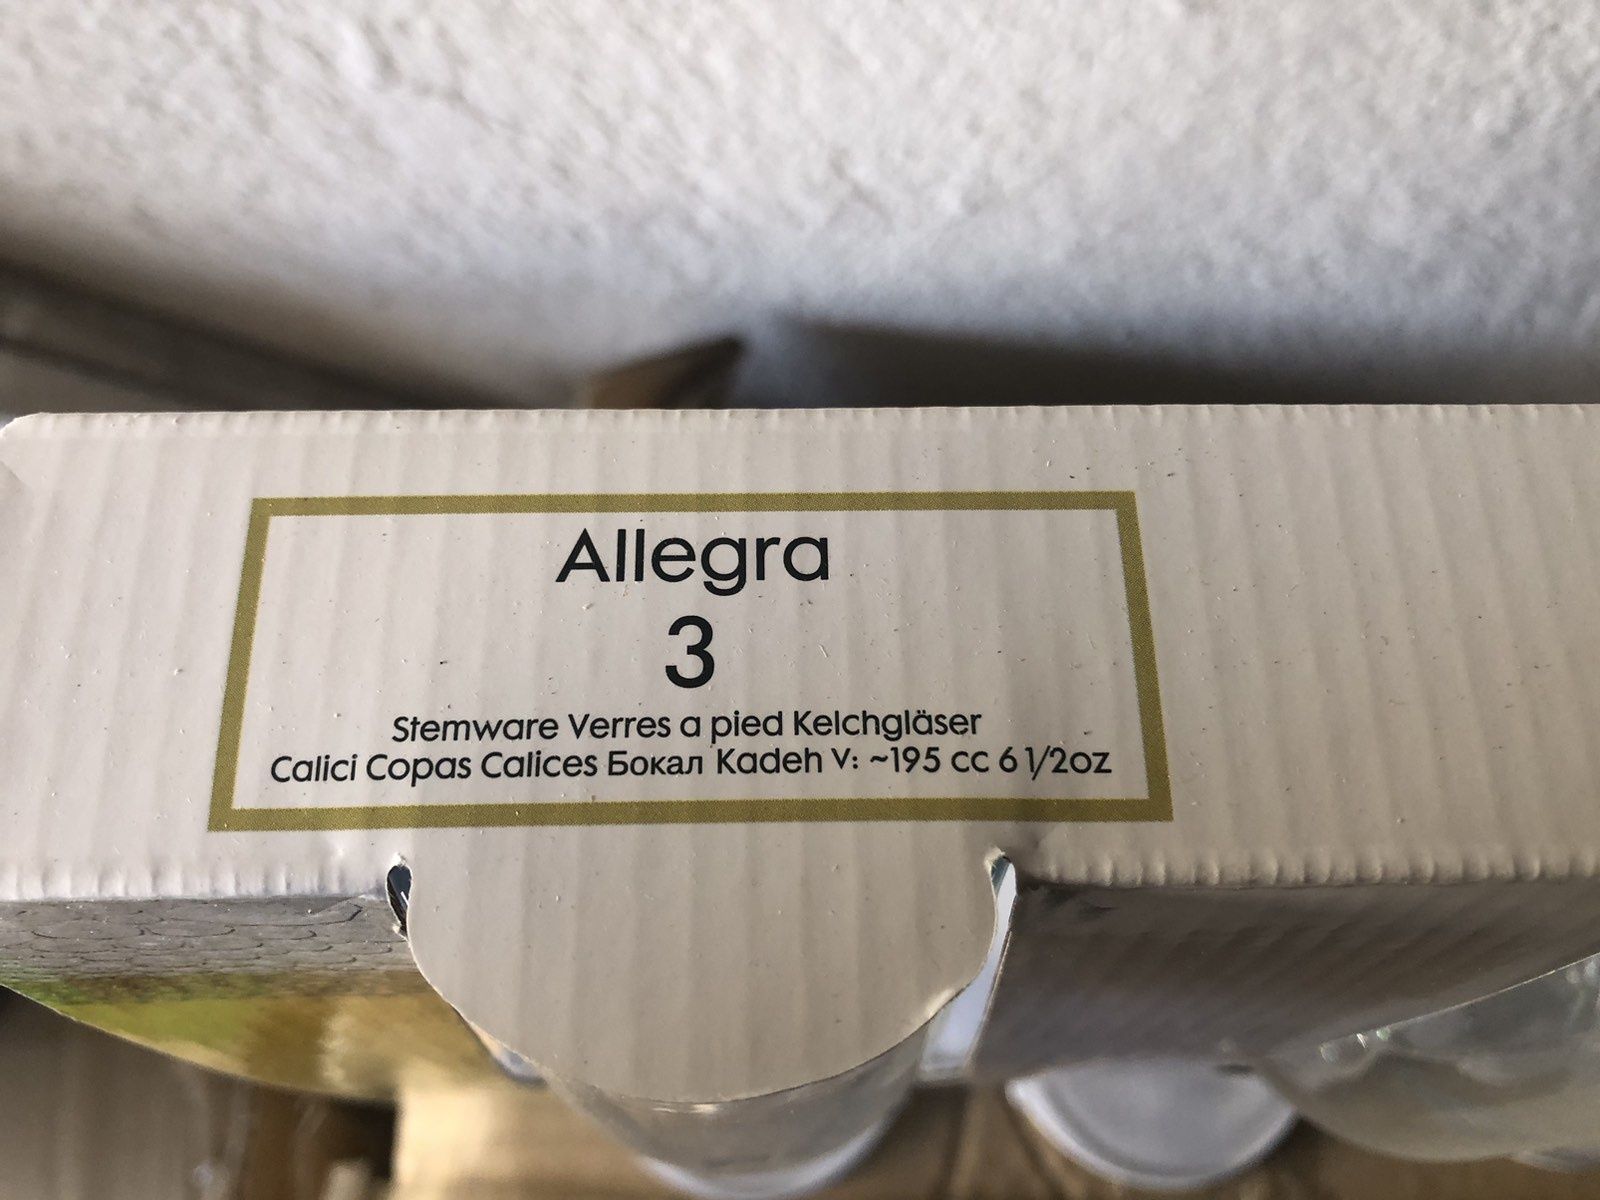 Allegra
3
Stemware Verres a pied Kelchgläser
Calici Copas Calices Бокал Kadeh V: ~195 cc 6 1/2oz